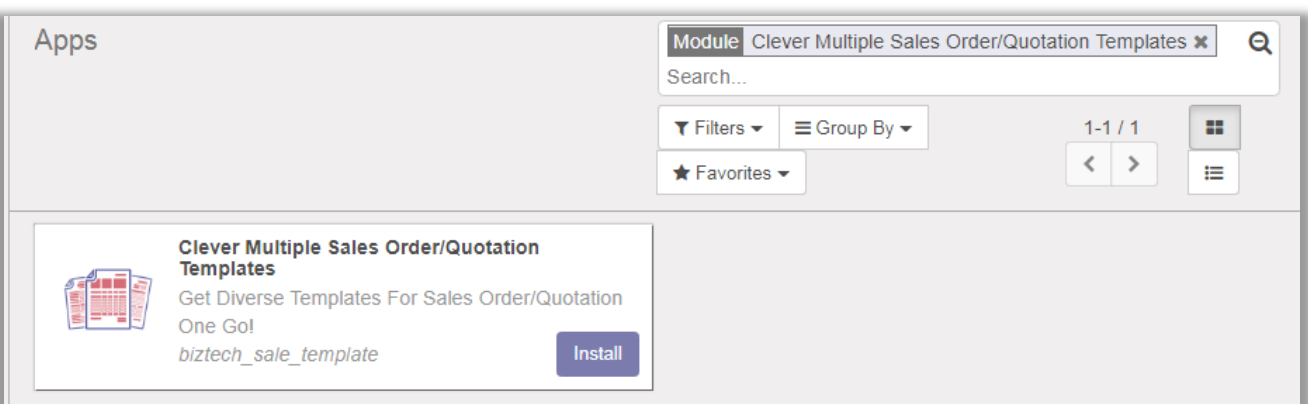 Apps
Module Clever Multiple Sales Order/Quotation Templates ✖
Search...
Filters
Group By
1-1 / 1
Favorites
Clever Multiple Sales Order/Quotation
Templates
Get Diverse Templates For Sales Order/Quotation
One Go!
biztech_sale_template
Install